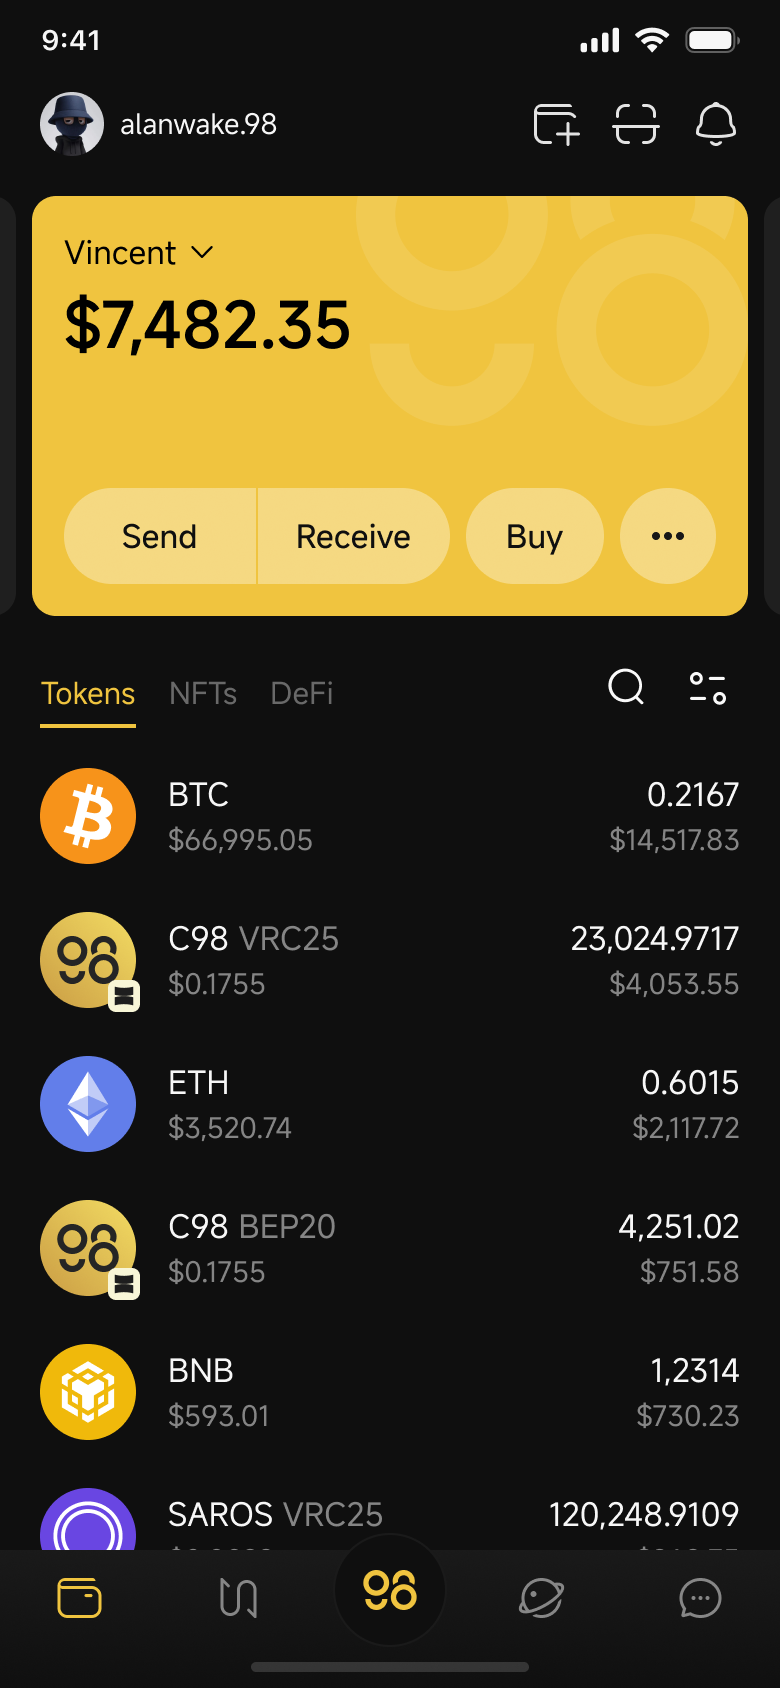 9:41
alanwake.98
Vincent
$7,482.35
Send Receive Buy
Tokens NFTs DeFi
BTC 0.2167
$66,995.05 $14,517.83
C98 VRC25 23,024.9717
$0.1755 $4,053.55
ETH 0.6015
$3,520.74 $2,117.72
C98 BEP20 4,251.02
$0.1755 $751.58
BNB 1,2314
$593.01 $730.23
SAROS VRC25 120,248.9109